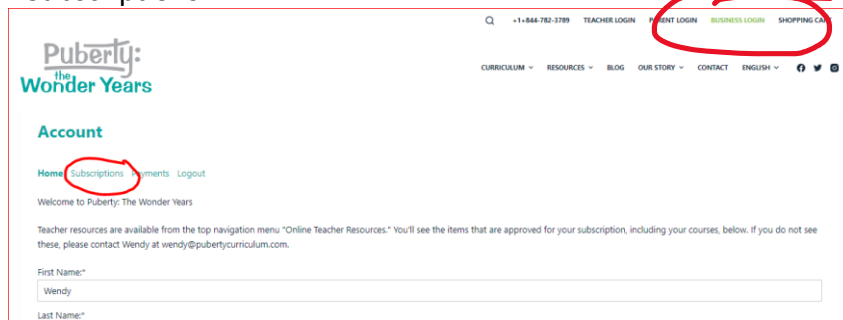 +1+844-782-3789 TEACHER LOGIN PARENT LOGIN BUSINESS LOGIN SHOPPING CART
Puberty:
the
Wonder Years
CURRICULUM RESOURCES BLOG OUR STORY CONTACT ENGLISH
Account
Home Subscriptions Payments Logout
Welcome to Puberty: The Wonder Years
Teacher resources are available from the top navigation menu "Online Teacher Resources." You'll see the items that are approved for your subscription, including your courses, below. If you do not see
these, please contact Wendy at wendy@pubertycurriculum.com.
First Name:*
Wendy
Last Name:*